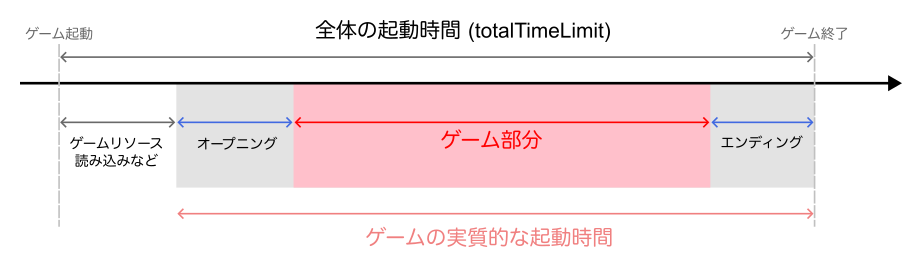 全体の起動時間 (totalTimeLimit)
ゲーム起動
ゲーム終了
ゲームリソース
読み込みなど
オープニング
ゲーム部分
エンディング
ゲームの実質的な起動時間